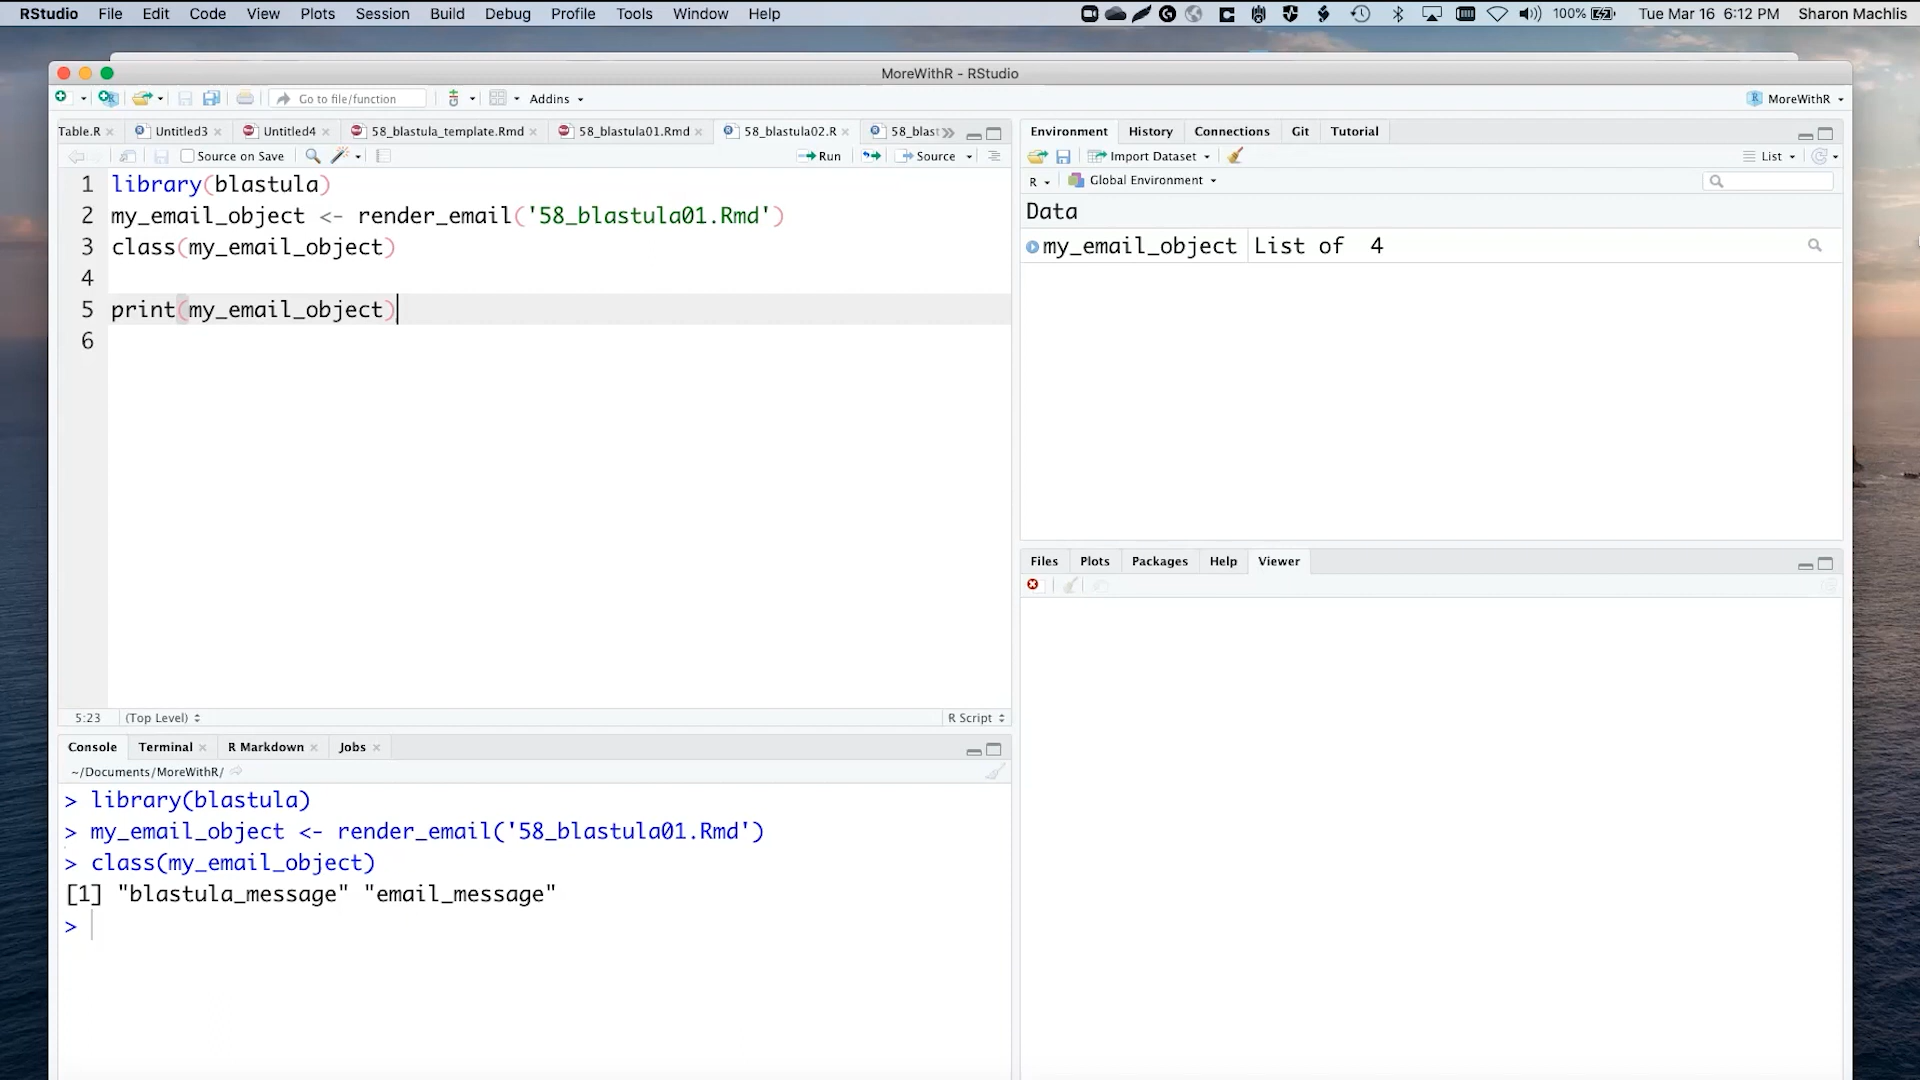 RStudio File Edit Code View Plots Session Build Debug Profile Tools Window Help 100% Tue Mar 16 6:12 PM Sharon Machlis
MoreWithR - RStudio
Go to file/function Addins MoreWithR
Table.R Untitled3 Untitled4 58_blastula_template.Rmd 58_blastula01.Rmd 58_blastula02.R 58_blast
Source on Save Run Source
1 library(blastula)
2 my_email_object <- render_email('58_blastula01.Rmd')
3 class(my_email_object)
4
5 print(my_email_object)
6
5:23 (Top Level) R Script
Console Terminal R Markdown Jobs
~/Documents/MoreWithR/
> library(blastula)
> my_email_object <- render_email('58_blastula01.Rmd')
> class(my_email_object)
[1] "blastula_message" "email_message"
>
Environment History Connections Git Tutorial
Import Dataset List
R Global Environment
Data
my_email_object List of 4
Files Plots Packages Help Viewer